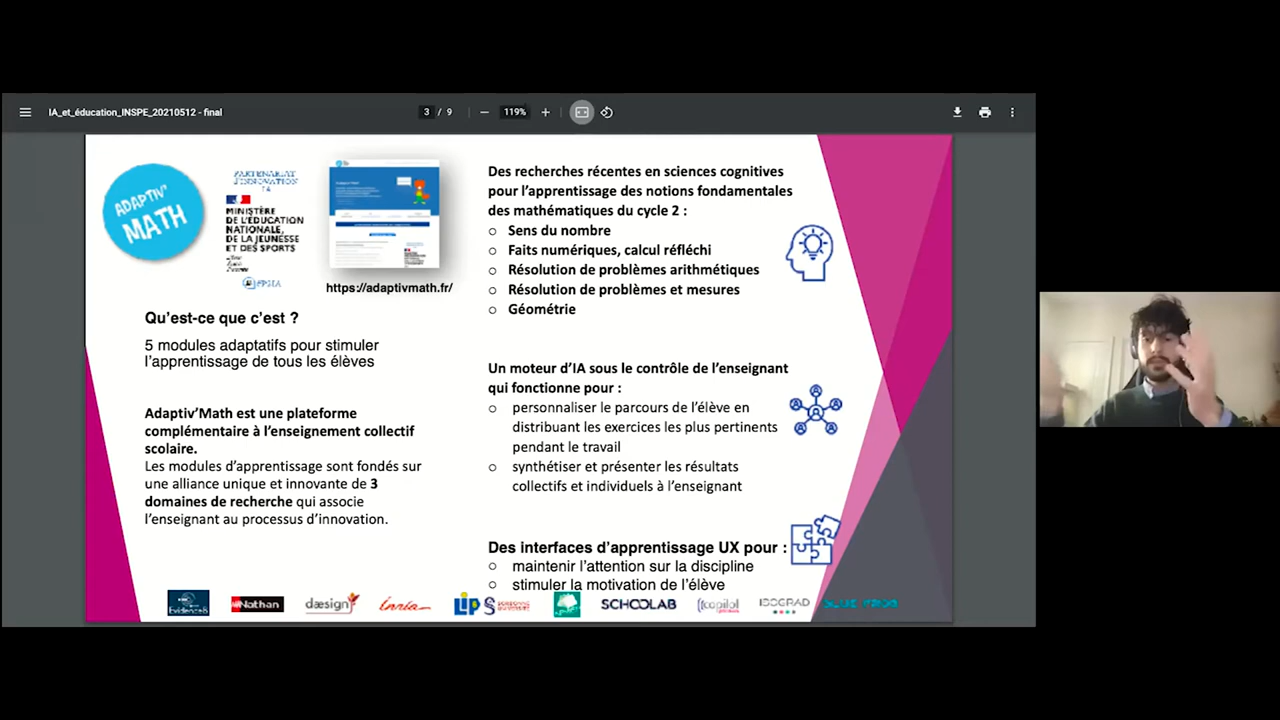 IA_et_éducation_INSPE_20210512 - final
3 / 9
119%
ADAPTIV'
MATH
PARTENARIAT
D'INNOVATION
IA
MINISTÈRE
DE L'ÉDUCATION
NATIONALE,
DE LA JEUNESSE
ET DES SPORTS
https://adaptivmath.fr/
Qu'est-ce que c'est ?
5 modules adaptatifs pour stimuler
l'apprentissage de tous les élèves
Adaptiv'Math est une plateforme
complémentaire à l'enseignement collectif
scolaire.
Les modules d'apprentissage sont fondés sur
une alliance unique et innovante de 3
domaines de recherche qui associe
l'enseignant au processus d'innovation.
Des recherches récentes en sciences cognitives
pour l'apprentissage des notions fondamentales
des mathématiques du cycle 2 :
○ Sens du nombre
○ Faits numériques, calcul réfléchi
○ Résolution de problèmes arithmétiques
○ Résolution de problèmes et mesures
○ Géométrie
Un moteur d'IA sous le contrôle de l'enseignant
qui fonctionne pour :
○ personnaliser le parcours de l'élève en
distribuant les exercices les plus pertinents
pendant le travail
○ synthétiser et présenter les résultats
collectifs et individuels à l'enseignant
Des interfaces d'apprentissage UX pour :
○ maintenir l'attention sur la discipline
○ stimuler la motivation de l'élève
EvidenceB Nathan dæsign Inria LIP6 SORBONNE UNIVERSITÉ SCHOOLAB ISOGRAD BLUE FROG